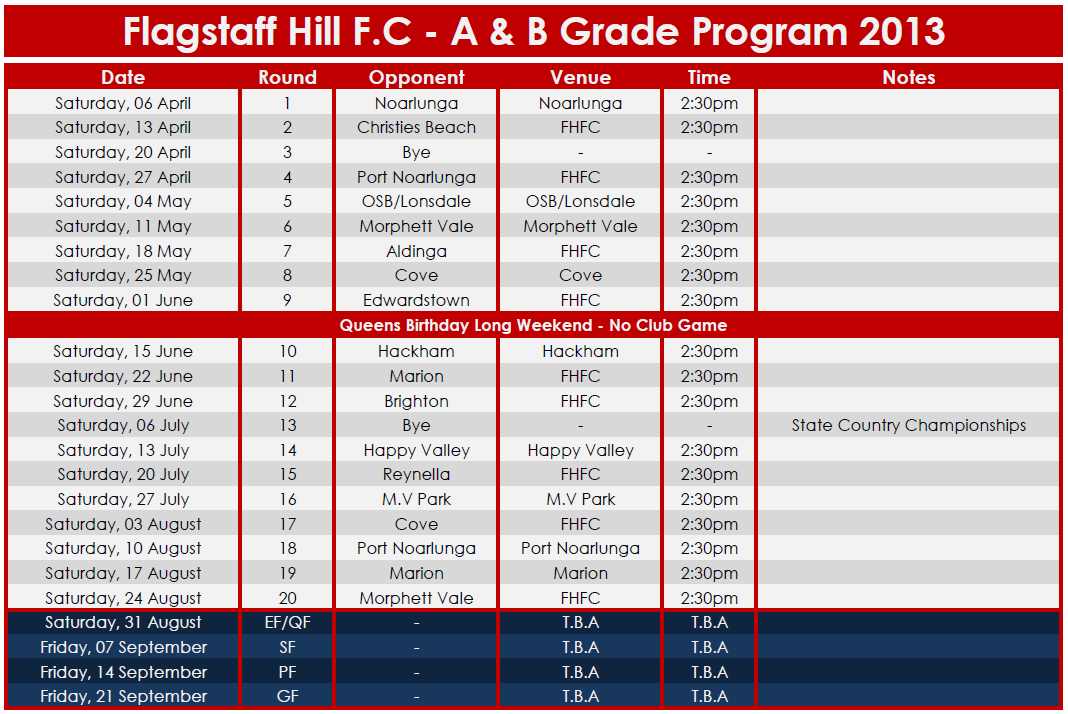 Flagstaff Hill F.C - A & B Grade Program 2013
Date Round Opponent Venue Time Notes
Saturday, 06 April 1 Noarlunga Noarlunga 2:30pm
Saturday, 13 April 2 Christies Beach FHFC 2:30pm
Saturday, 20 April 3 Bye - -
Saturday, 27 April 4 Port Noarlunga FHFC 2:30pm
Saturday, 04 May 5 OSB/Lonsdale OSB/Lonsdale 2:30pm
Saturday, 11 May 6 Morphett Vale Morphett Vale 2:30pm
Saturday, 18 May 7 Aldinga FHFC 2:30pm
Saturday, 25 May 8 Cove Cove 2:30pm
Saturday, 01 June 9 Edwardstown FHFC 2:30pm
Queens Birthday Long Weekend - No Club Game
Saturday, 15 June 10 Hackham Hackham 2:30pm
Saturday, 22 June 11 Marion FHFC 2:30pm
Saturday, 29 June 12 Brighton FHFC 2:30pm
Saturday, 06 July 13 Bye - - State Country Championships
Saturday, 13 July 14 Happy Valley Happy Valley 2:30pm
Saturday, 20 July 15 Reynella FHFC 2:30pm
Saturday, 27 July 16 M.V Park M.V Park 2:30pm
Saturday, 03 August 17 Cove FHFC 2:30pm
Saturday, 10 August 18 Port Noarlunga Port Noarlunga 2:30pm
Saturday, 17 August 19 Marion Marion 2:30pm
Saturday, 24 August 20 Morphett Vale FHFC 2:30pm
Saturday, 31 August EF/QF - T.B.A T.B.A
Friday, 07 September SF - T.B.A T.B.A
Friday, 14 September PF - T.B.A T.B.A
Friday, 21 September GF - T.B.A T.B.A